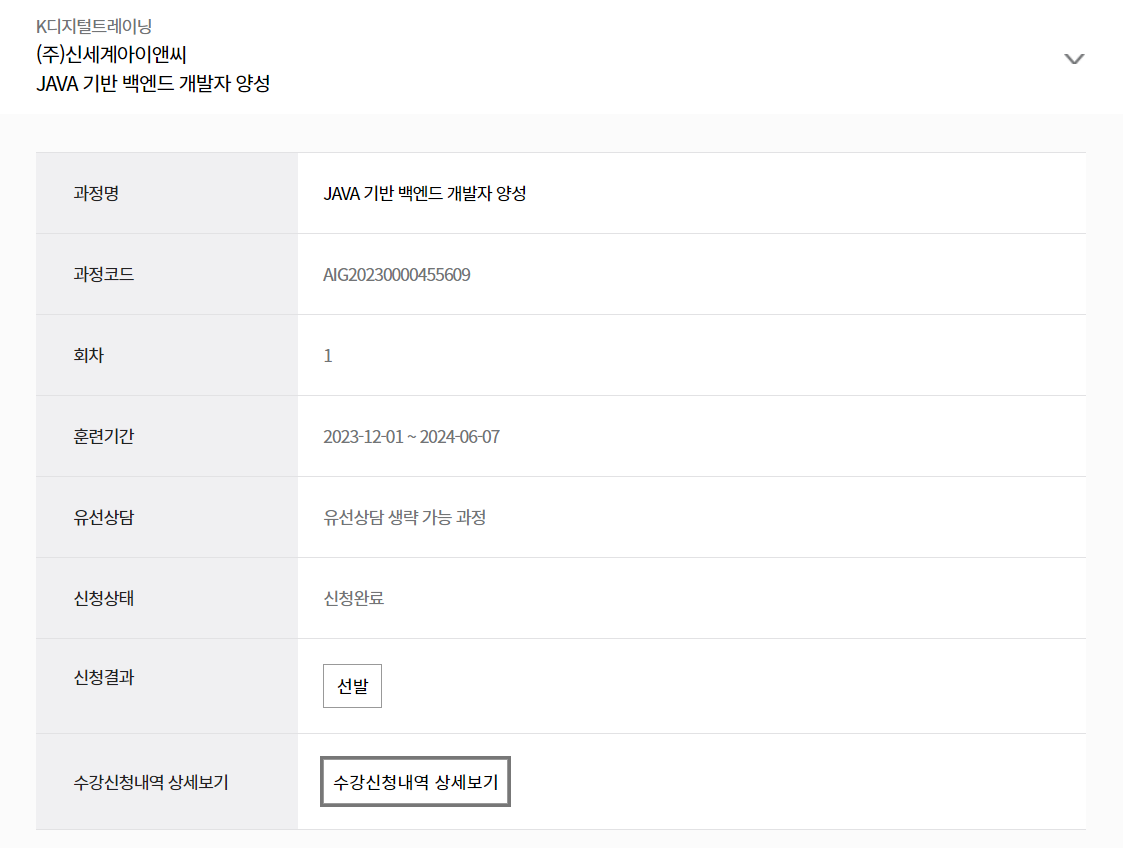 K디지털트레이닝
(주)신세계아이앤씨
JAVA 기반 백엔드 개발자 양성
과정명 JAVA 기반 백엔드 개발자 양성
과정코드 AIG20230000455609
회차 1
훈련기간 2023-12-01 ~ 2024-06-07
유선상담 유선상담 생략 가능 과정
신청상태 신청완료
신청결과 선발
수강신청내역 상세보기 수강신청내역 상세보기